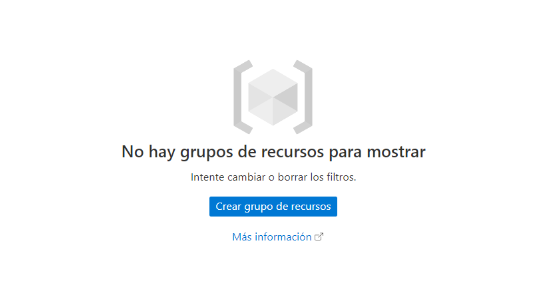 No hay grupos de recursos para mostrar
Intente cambiar o borrar los filtros.
Crear grupo de recursos
Más información